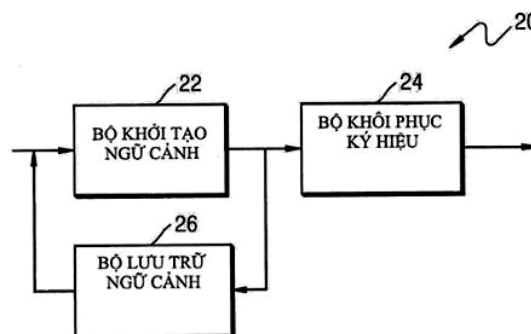 20
22
BỘ KHỞI TẠO
NGỮ CẢNH
24
BỘ KHÔI PHỤC
KÝ HIỆU
26
BỘ LƯU TRỮ
NGỮ CẢNH